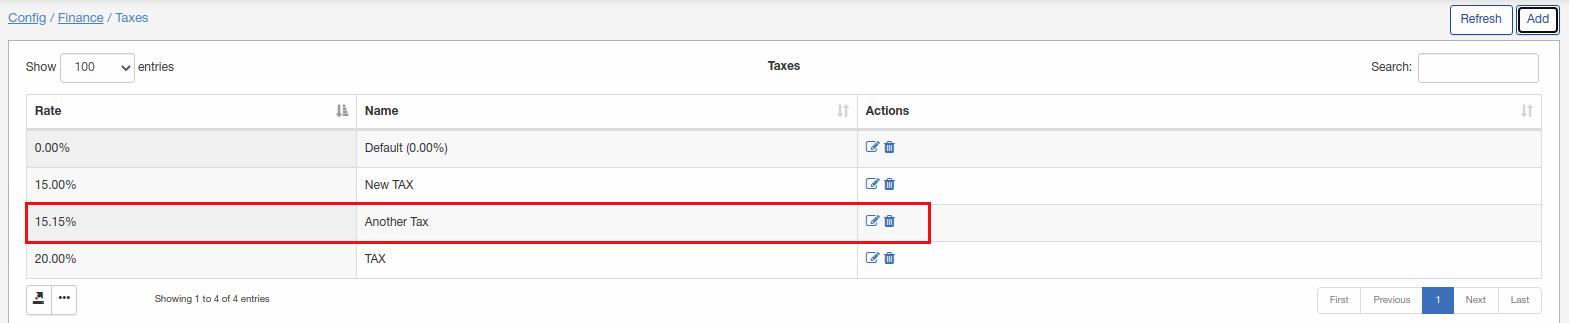 Config / Finance / Taxes
Refresh Add
Show 100 entries Taxes Search:
Rate Name Actions
0.00% Default (0.00%)
15.00% New TAX
15.15% Another Tax
20.00% TAX
Showing 1 to 4 of 4 entries First Previous 1 Next Last